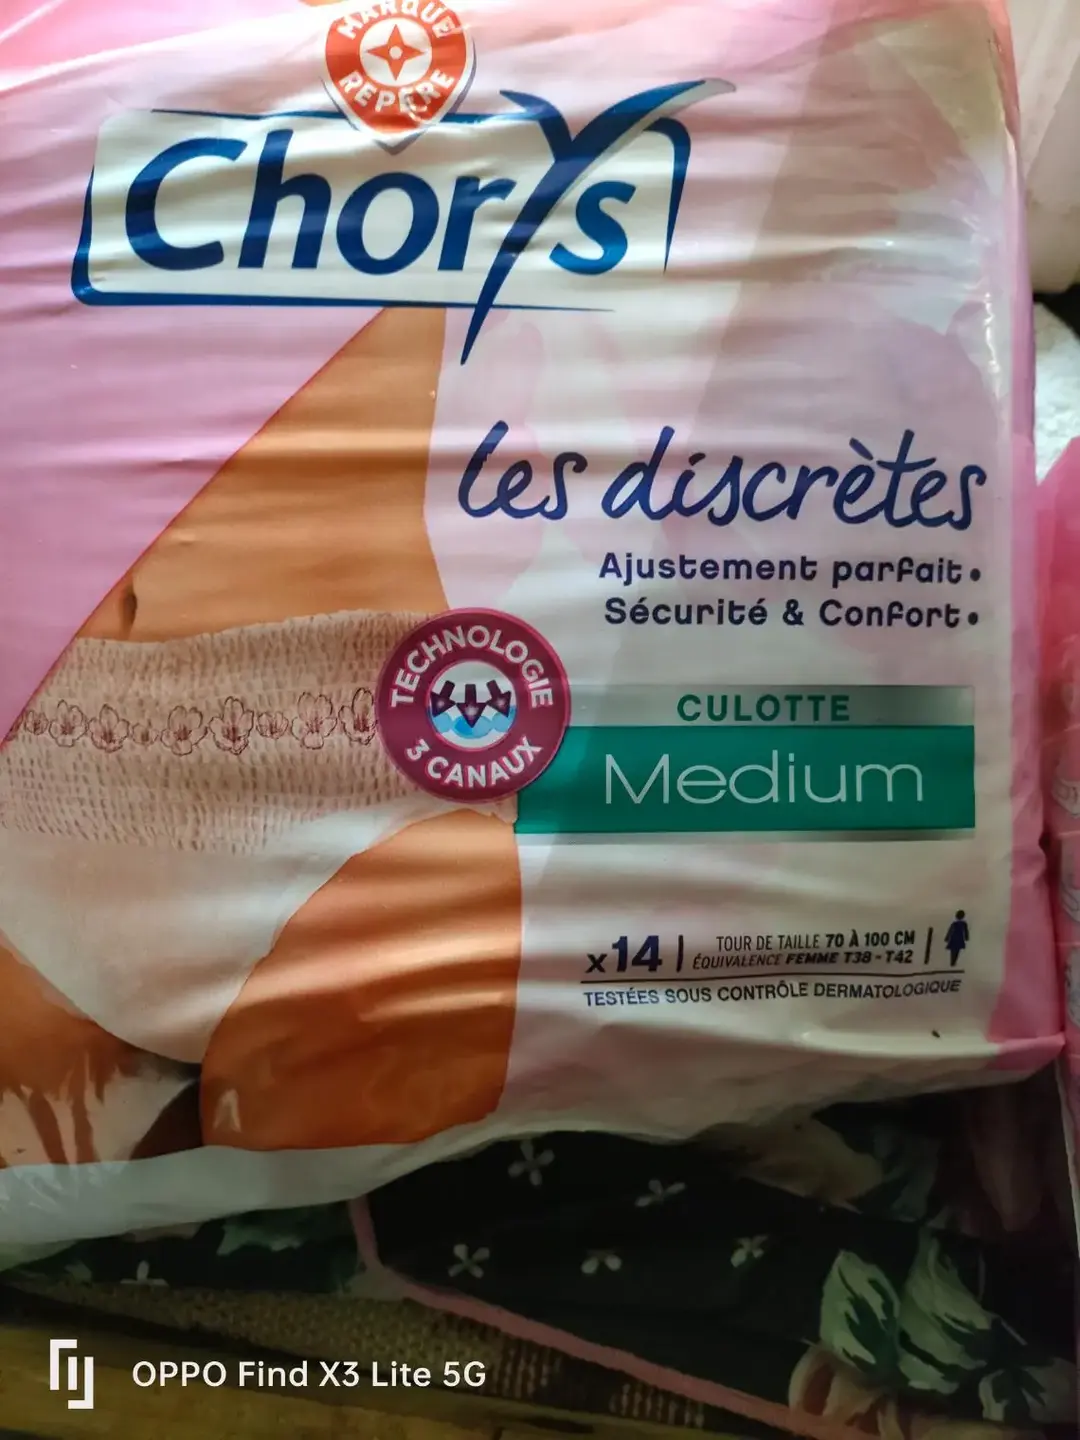 MARQUE
REPÈRE
Chorys
les discrètes
Ajustement parfait•
Sécurité & Confort•
TECHNOLOGIE
3 CANAUX
CULOTTE
Medium
x14
TOUR DE TAILLE 70 À 100 CM
ÉQUIVALENCE FEMME T38 - T42
TESTÉES SOUS CONTRÔLE DERMATOLOGIQUE
OPPO Find X3 Lite 5G